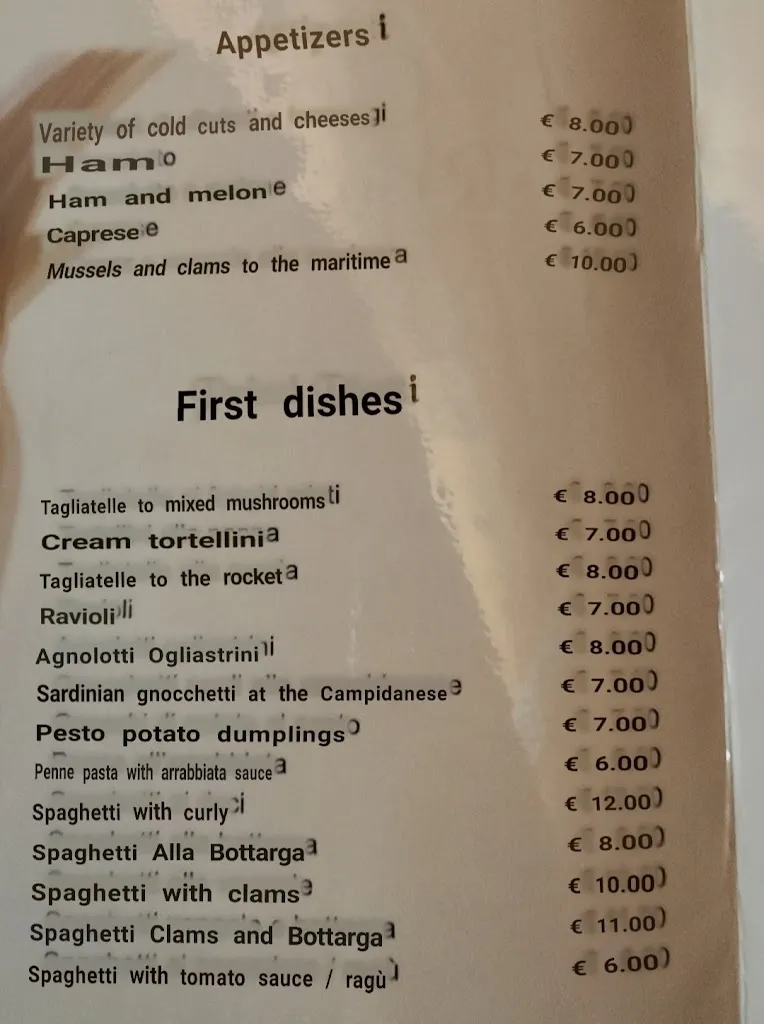 Appetizers
Variety of cold cuts and cheeses € 8.00
Ham € 7.00
Ham and melon € 7.00
Caprese € 6.00
Mussels and clams to the maritime € 10.00
First dishes
Tagliatelle to mixed mushrooms € 8.00
Cream tortellini € 7.00
Tagliatelle to the rocket € 8.00
Ravioli € 7.00
Agnolotti Ogliastrini € 8.00
Sardinian gnocchetti at the Campidanese € 7.00
Pesto potato dumplings € 7.00
Penne pasta with arrabbiata sauce € 6.00
Spaghetti with curly € 12.00
Spaghetti Alla Bottarga € 8.00
Spaghetti with clams € 10.00
Spaghetti Clams and Bottarga € 11.00
Spaghetti with tomato sauce / ragù € 6.00